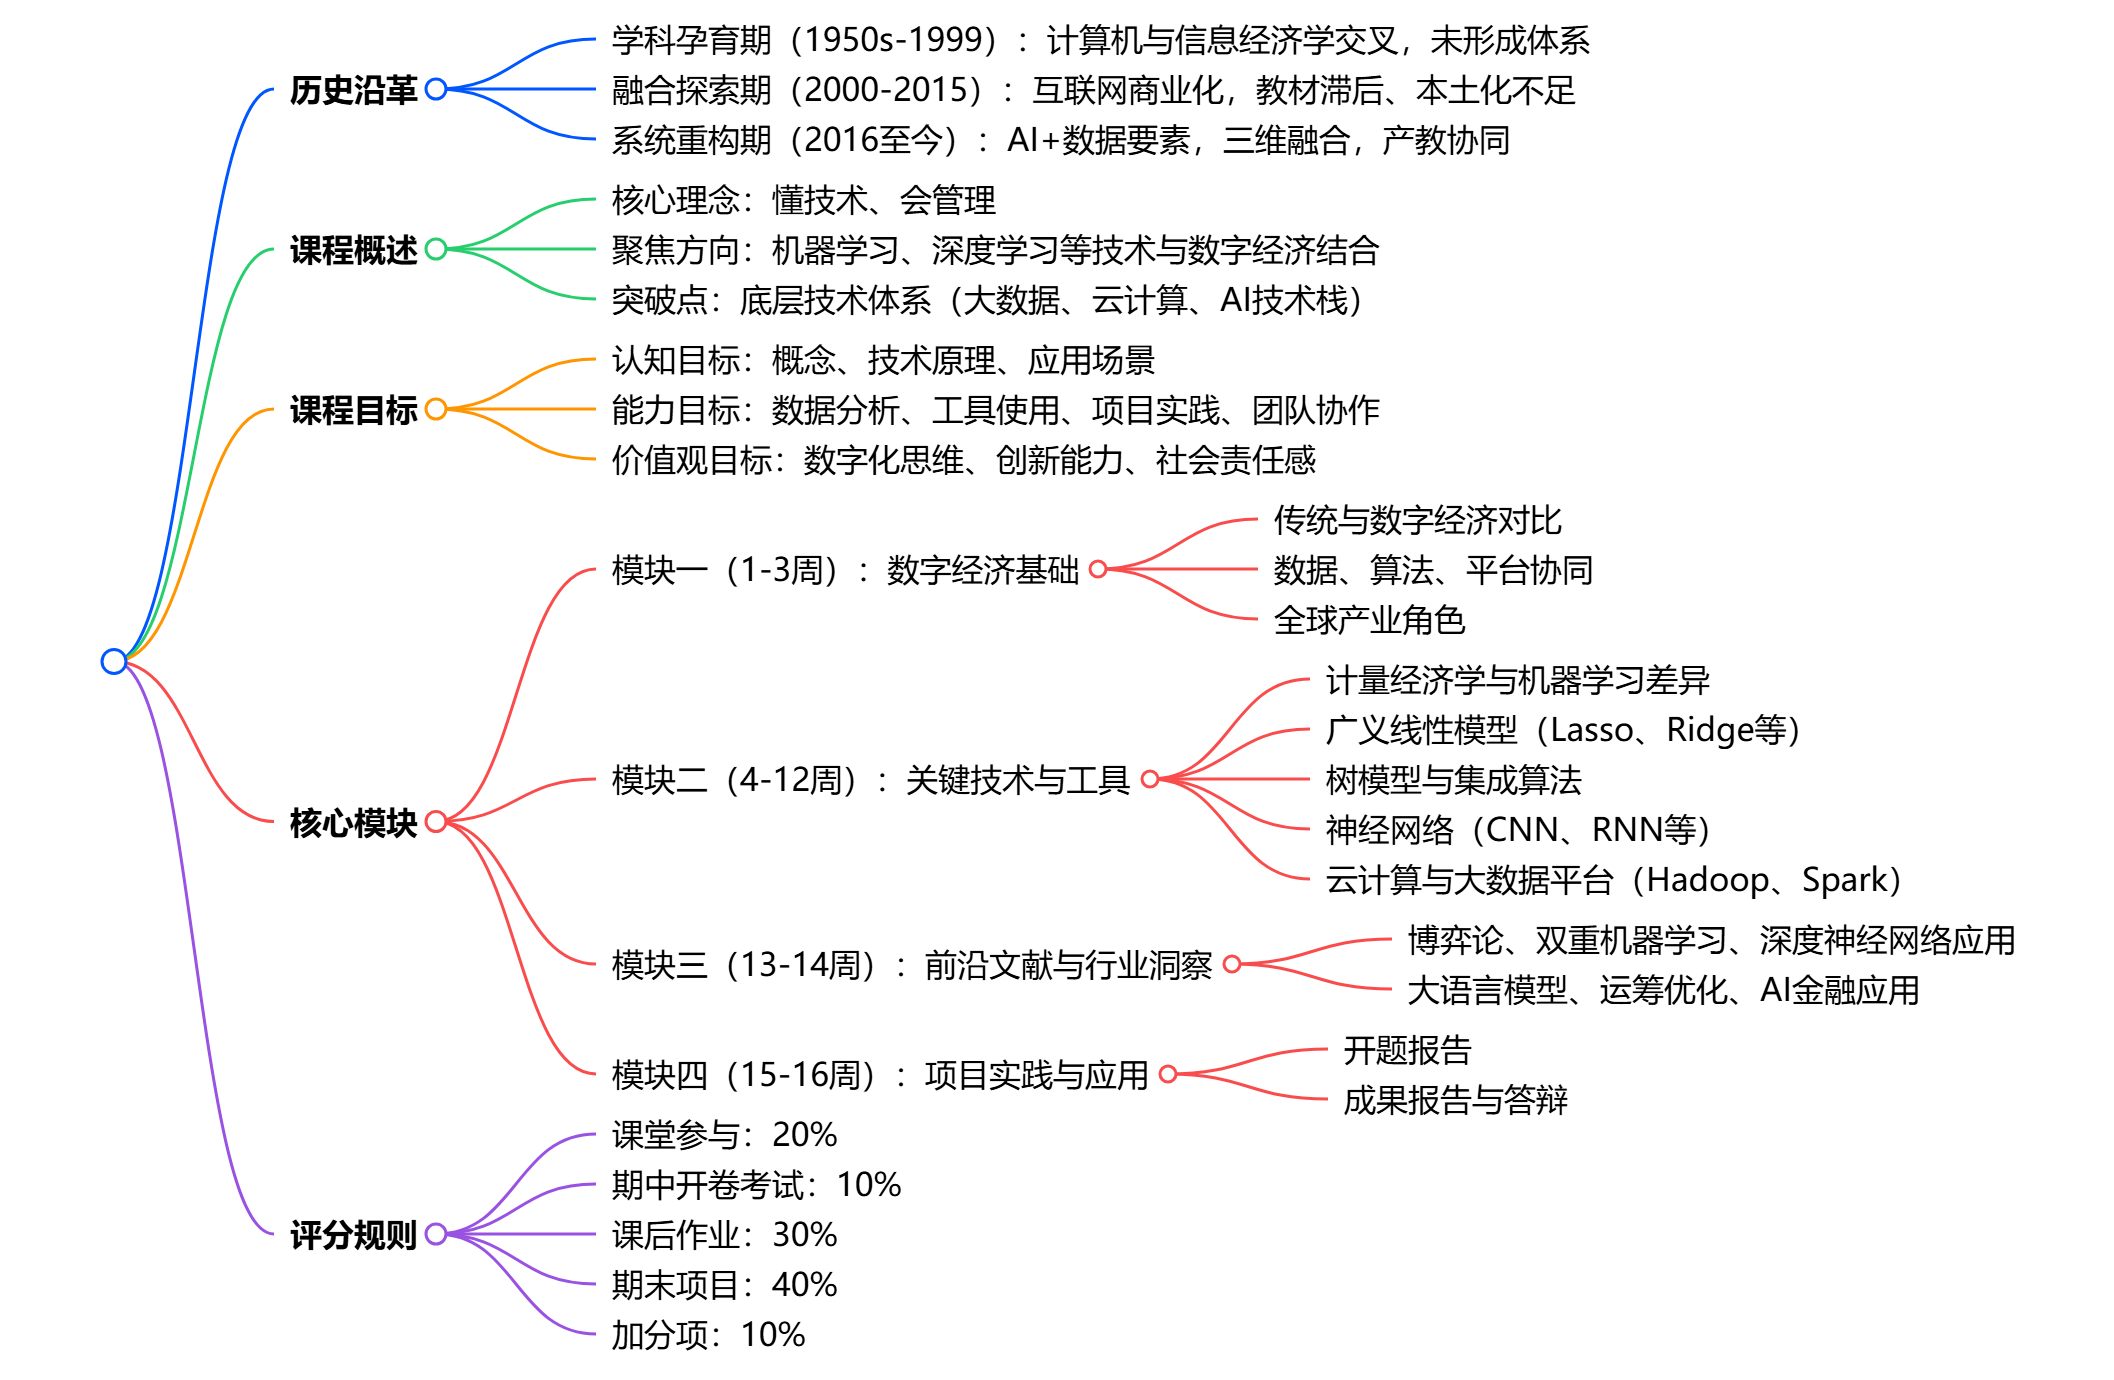 历史沿革
学科孕育期（1950s-1999）：计算机与信息经济学交叉，未形成体系
融合探索期（2000-2015）：互联网商业化，教材滞后、本土化不足
系统重构期（2016至今）：AI+数据要素，三维融合，产教协同
课程概述
核心理念：懂技术、会管理
聚焦方向：机器学习、深度学习等技术与数字经济结合
突破点：底层技术体系（大数据、云计算、AI技术栈）
课程目标
认知目标：概念、技术原理、应用场景
能力目标：数据分析、工具使用、项目实践、团队协作
价值观目标：数字化思维、创新能力、社会责任感
核心模块
模块一（1-3周）：数字经济基础
传统与数字经济对比
数据、算法、平台协同
全球产业角色
模块二（4-12周）：关键技术与工具
计量经济学与机器学习差异
广义线性模型（Lasso、Ridge等）
树模型与集成算法
神经网络（CNN、RNN等）
云计算与大数据平台（Hadoop、Spark）
模块三（13-14周）：前沿文献与行业洞察
博弈论、双重机器学习、深度神经网络应用
大语言模型、运筹优化、AI金融应用
模块四（15-16周）：项目实践与应用
开题报告
成果报告与答辩
评分规则
课堂参与：20%
期中开卷考试：10%
课后作业：30%
期末项目：40%
加分项：10%